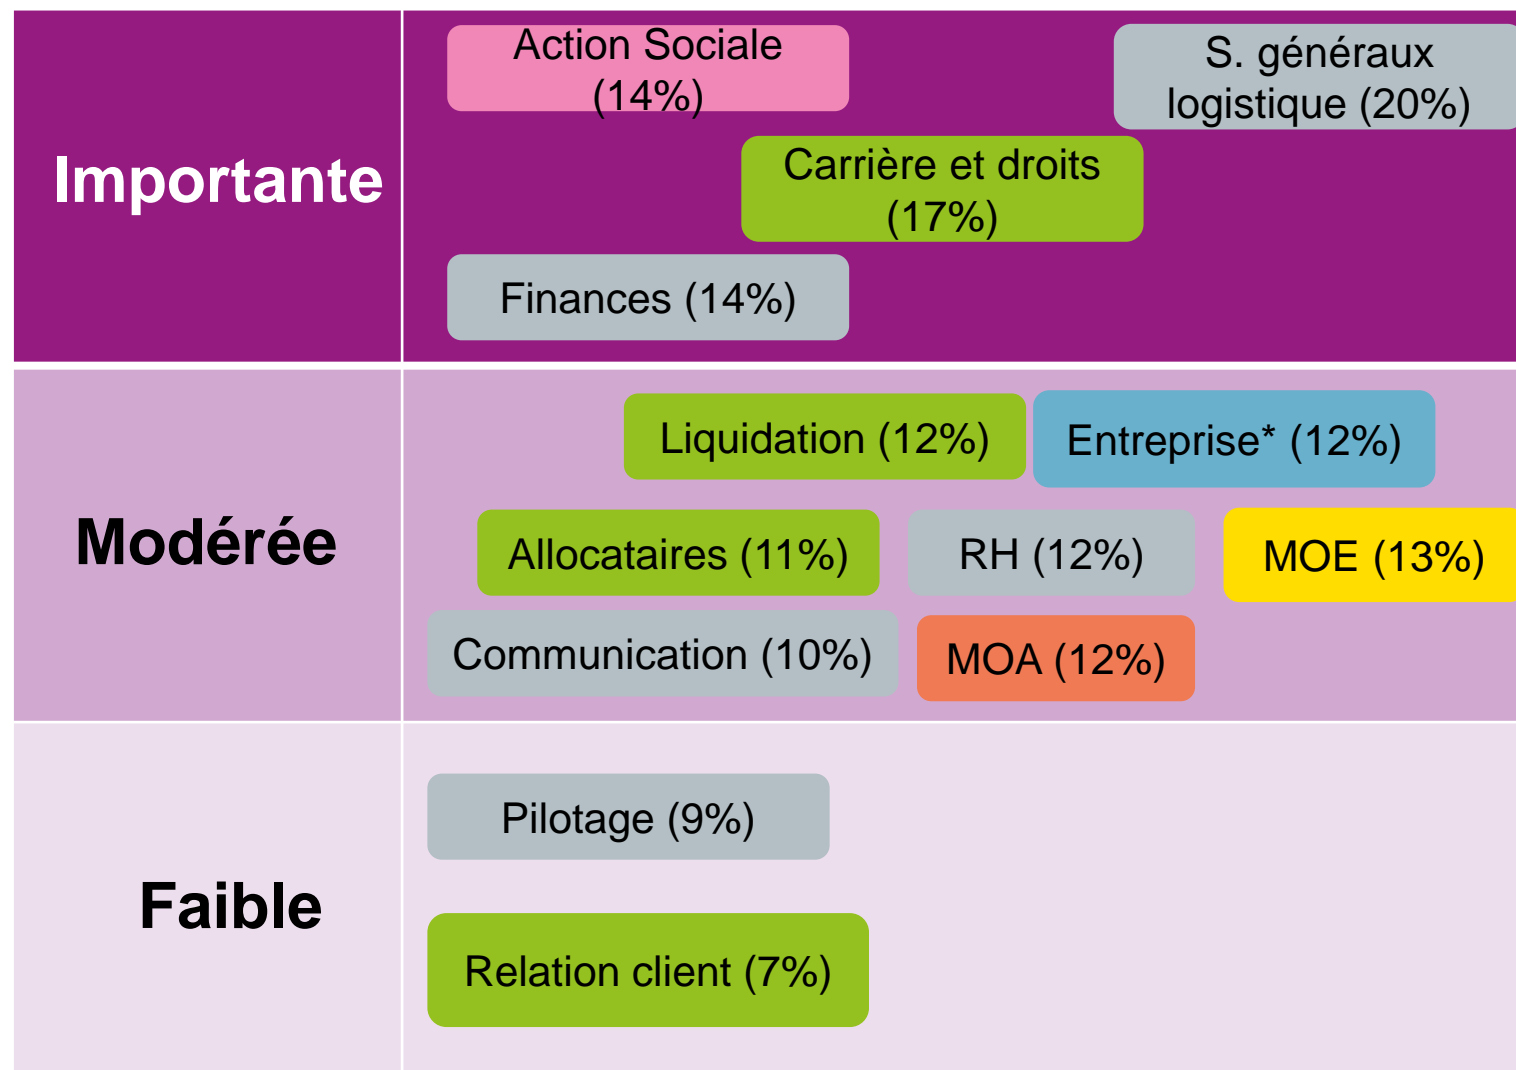 Importante
Action Sociale
(14%)
S. généraux
logistique (20%)
Carrière et droits
(17%)
Finances (14%)
Modérée
Liquidation (12%)
Entreprise* (12%)
Allocataires (11%)
RH (12%)
MOE (13%)
Communication (10%)
MOA (12%)
Faible
Pilotage (9%)
Relation client (7%)